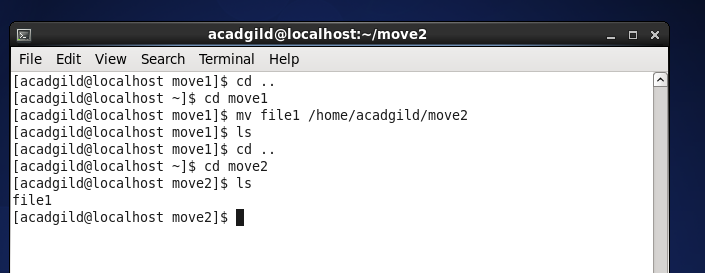 acadgild@localhost:~/move2
File Edit View Search Terminal Help
[acadgild@localhost move1]$ cd ..
[acadgild@localhost ~]$ cd move1
[acadgild@localhost move1]$ mv file1 /home/acadgild/move2
[acadgild@localhost move1]$ ls
[acadgild@localhost move1]$ cd ..
[acadgild@localhost ~]$ cd move2
[acadgild@localhost move2]$ ls
file1
[acadgild@localhost move2]$